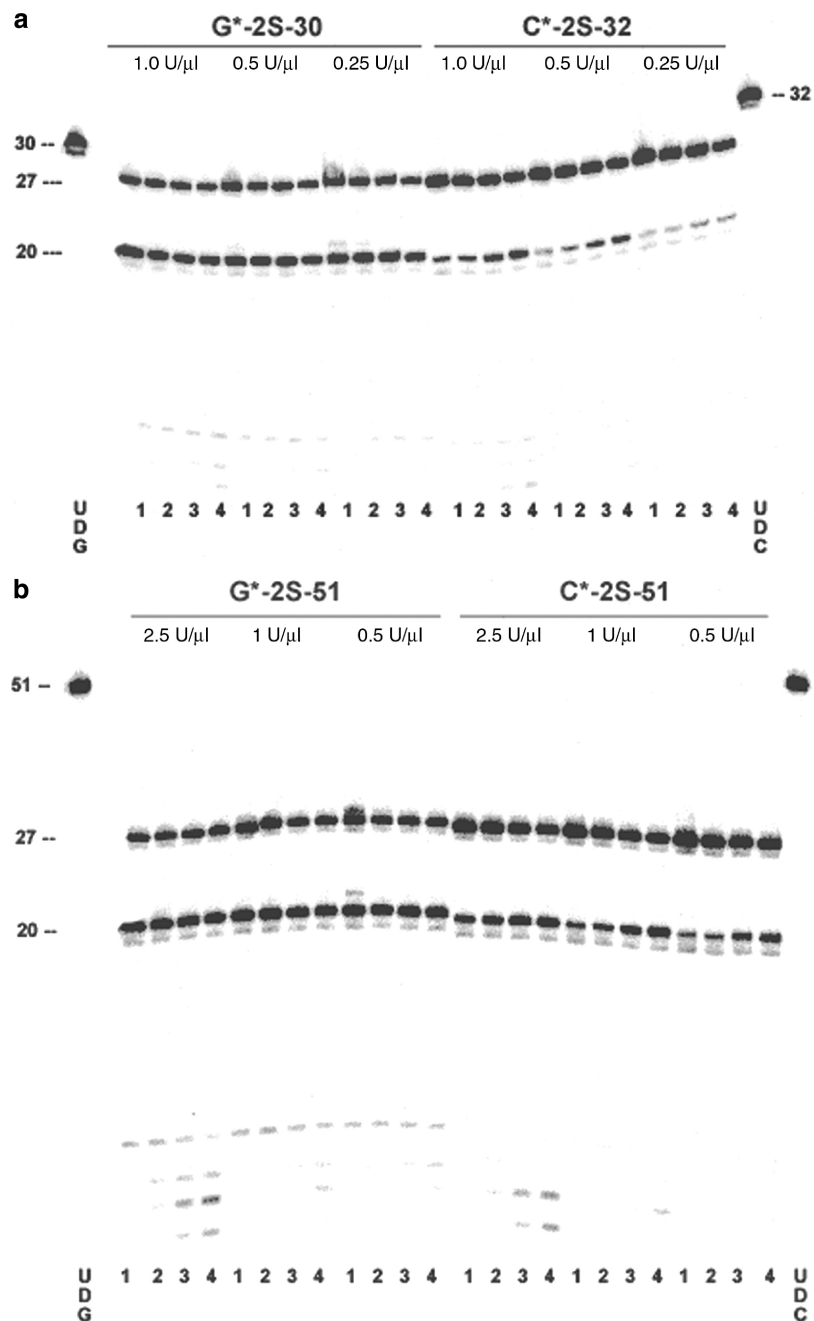 a
G*-2S-30 C*-2S-32
1.0 U/µl 0.5 U/µl 0.25 U/µl 1.0 U/µl 0.5 U/µl 0.25 U/µl
-- 32
30 --
27 ---
20 ---
U D G 1 2 3 4 1 2 3 4 1 2 3 4 1 2 3 4 1 2 3 4 1 2 3 4 U D C
b
G*-2S-51 C*-2S-51
2.5 U/µl 1 U/µl 0.5 U/µl 2.5 U/µl 1 U/µl 0.5 U/µl
51 --
27 --
20 --
U D G 1 2 3 4 1 2 3 4 1 2 3 4 1 2 3 4 1 2 3 4 1 2 3 4 U D C